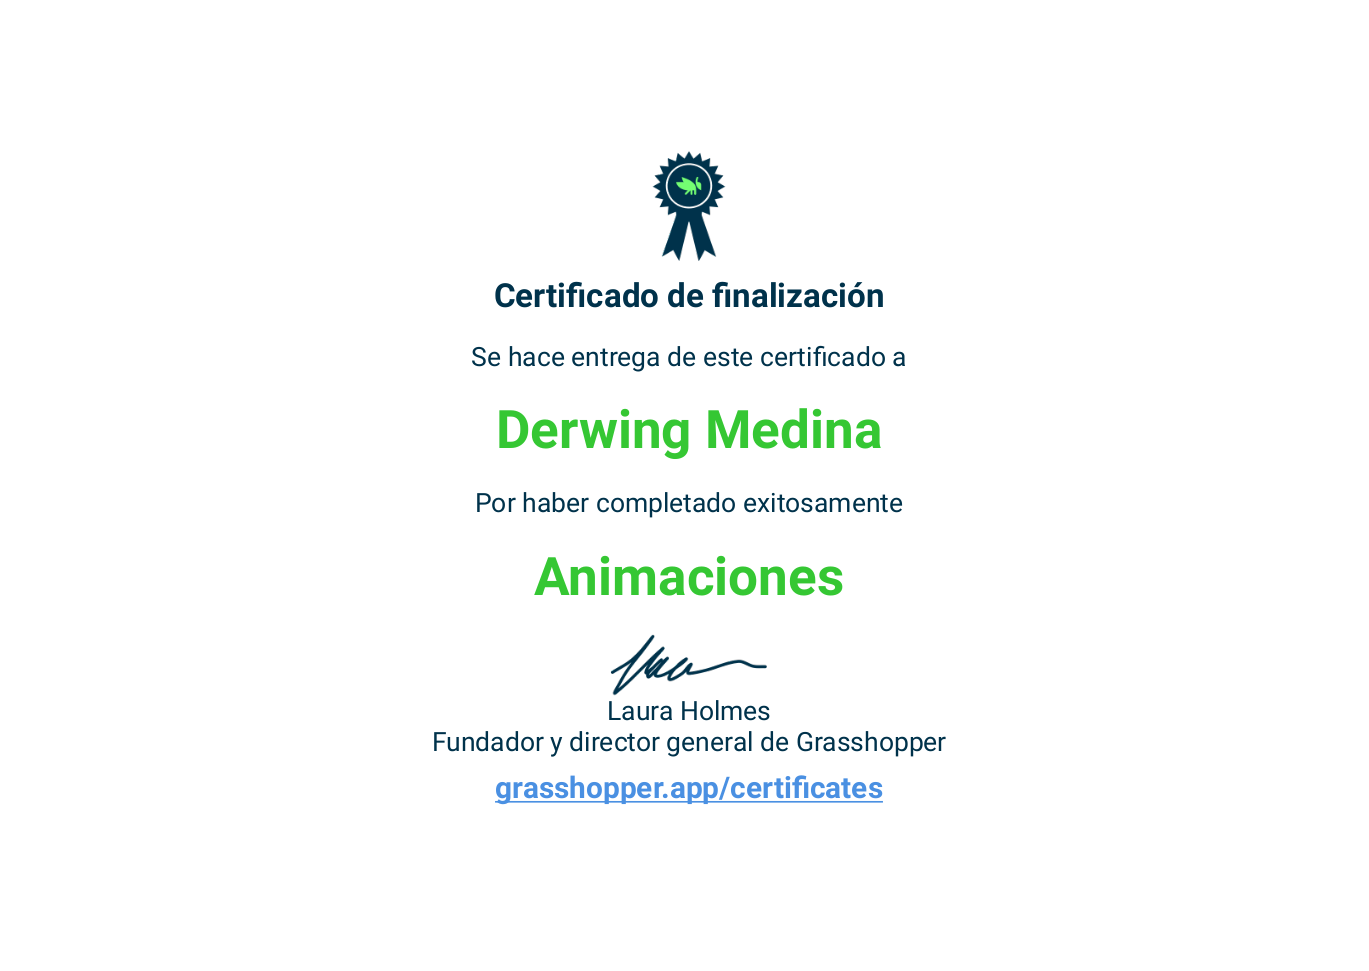 Certificado de finalización
Se hace entrega de este certificado a
Derwing Medina
Por haber completado exitosamente
Animaciones
Laura Holmes
Fundador y director general de Grasshopper
grasshopper.app/certificates